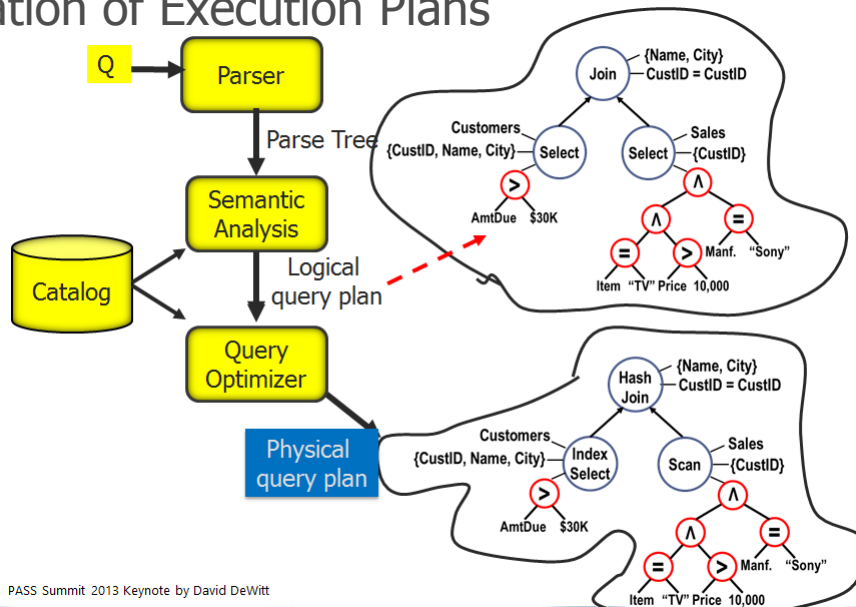 ation of Execution Plans
Q
Parser
Parse Tree
Semantic
Analysis
Catalog
Logical
query plan
Query
Optimizer
Physical
query plan
Join
{Name, City}
CustID = CustID
Customers
{CustID, Name, City}
Select
>
AmtDue $30K
Select
Sales
{CustID}
Λ
Λ
=
=
>
Manf. “Sony”
Item “TV” Price 10,000
Hash
Join
{Name, City}
CustID = CustID
Customers
{CustID, Name, City}
Index
Select
>
AmtDue $30K
Scan
Sales
{CustID}
Λ
Λ
=
=
>
Manf. “Sony”
Item “TV” Price 10,000
PASS Summit 2013 Keynote by David DeWitt